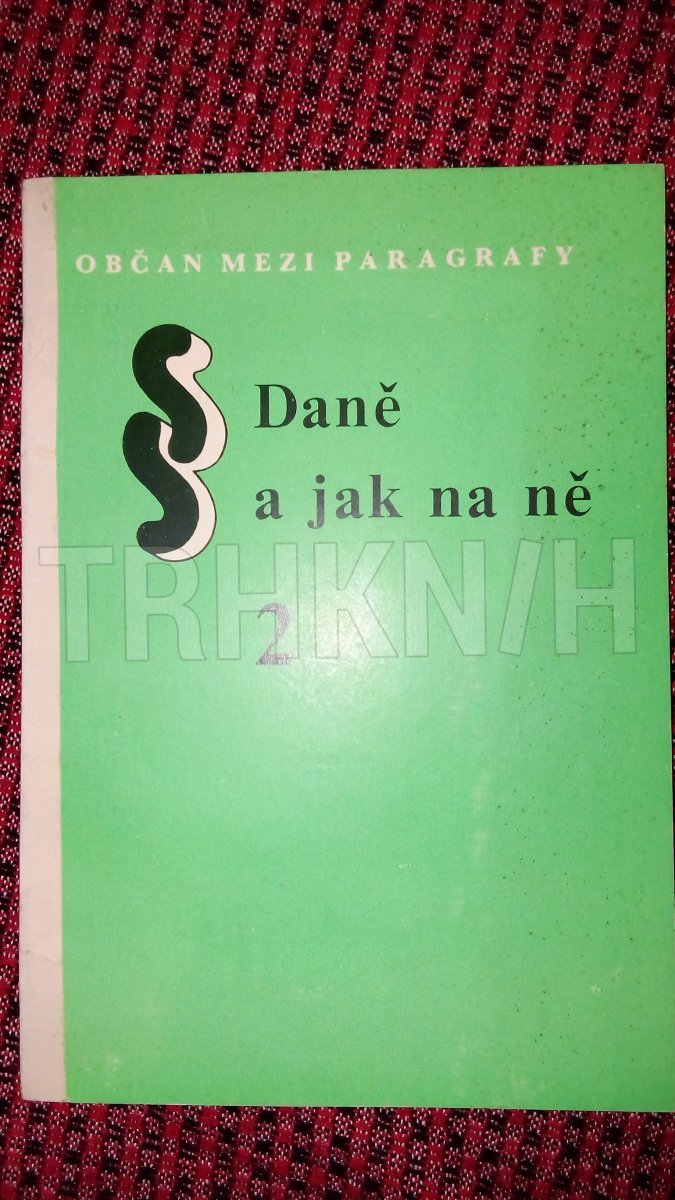 OBČAN MEZI PARAGRAFY
§
Daně
a jak na ně
2
TRHKNIH